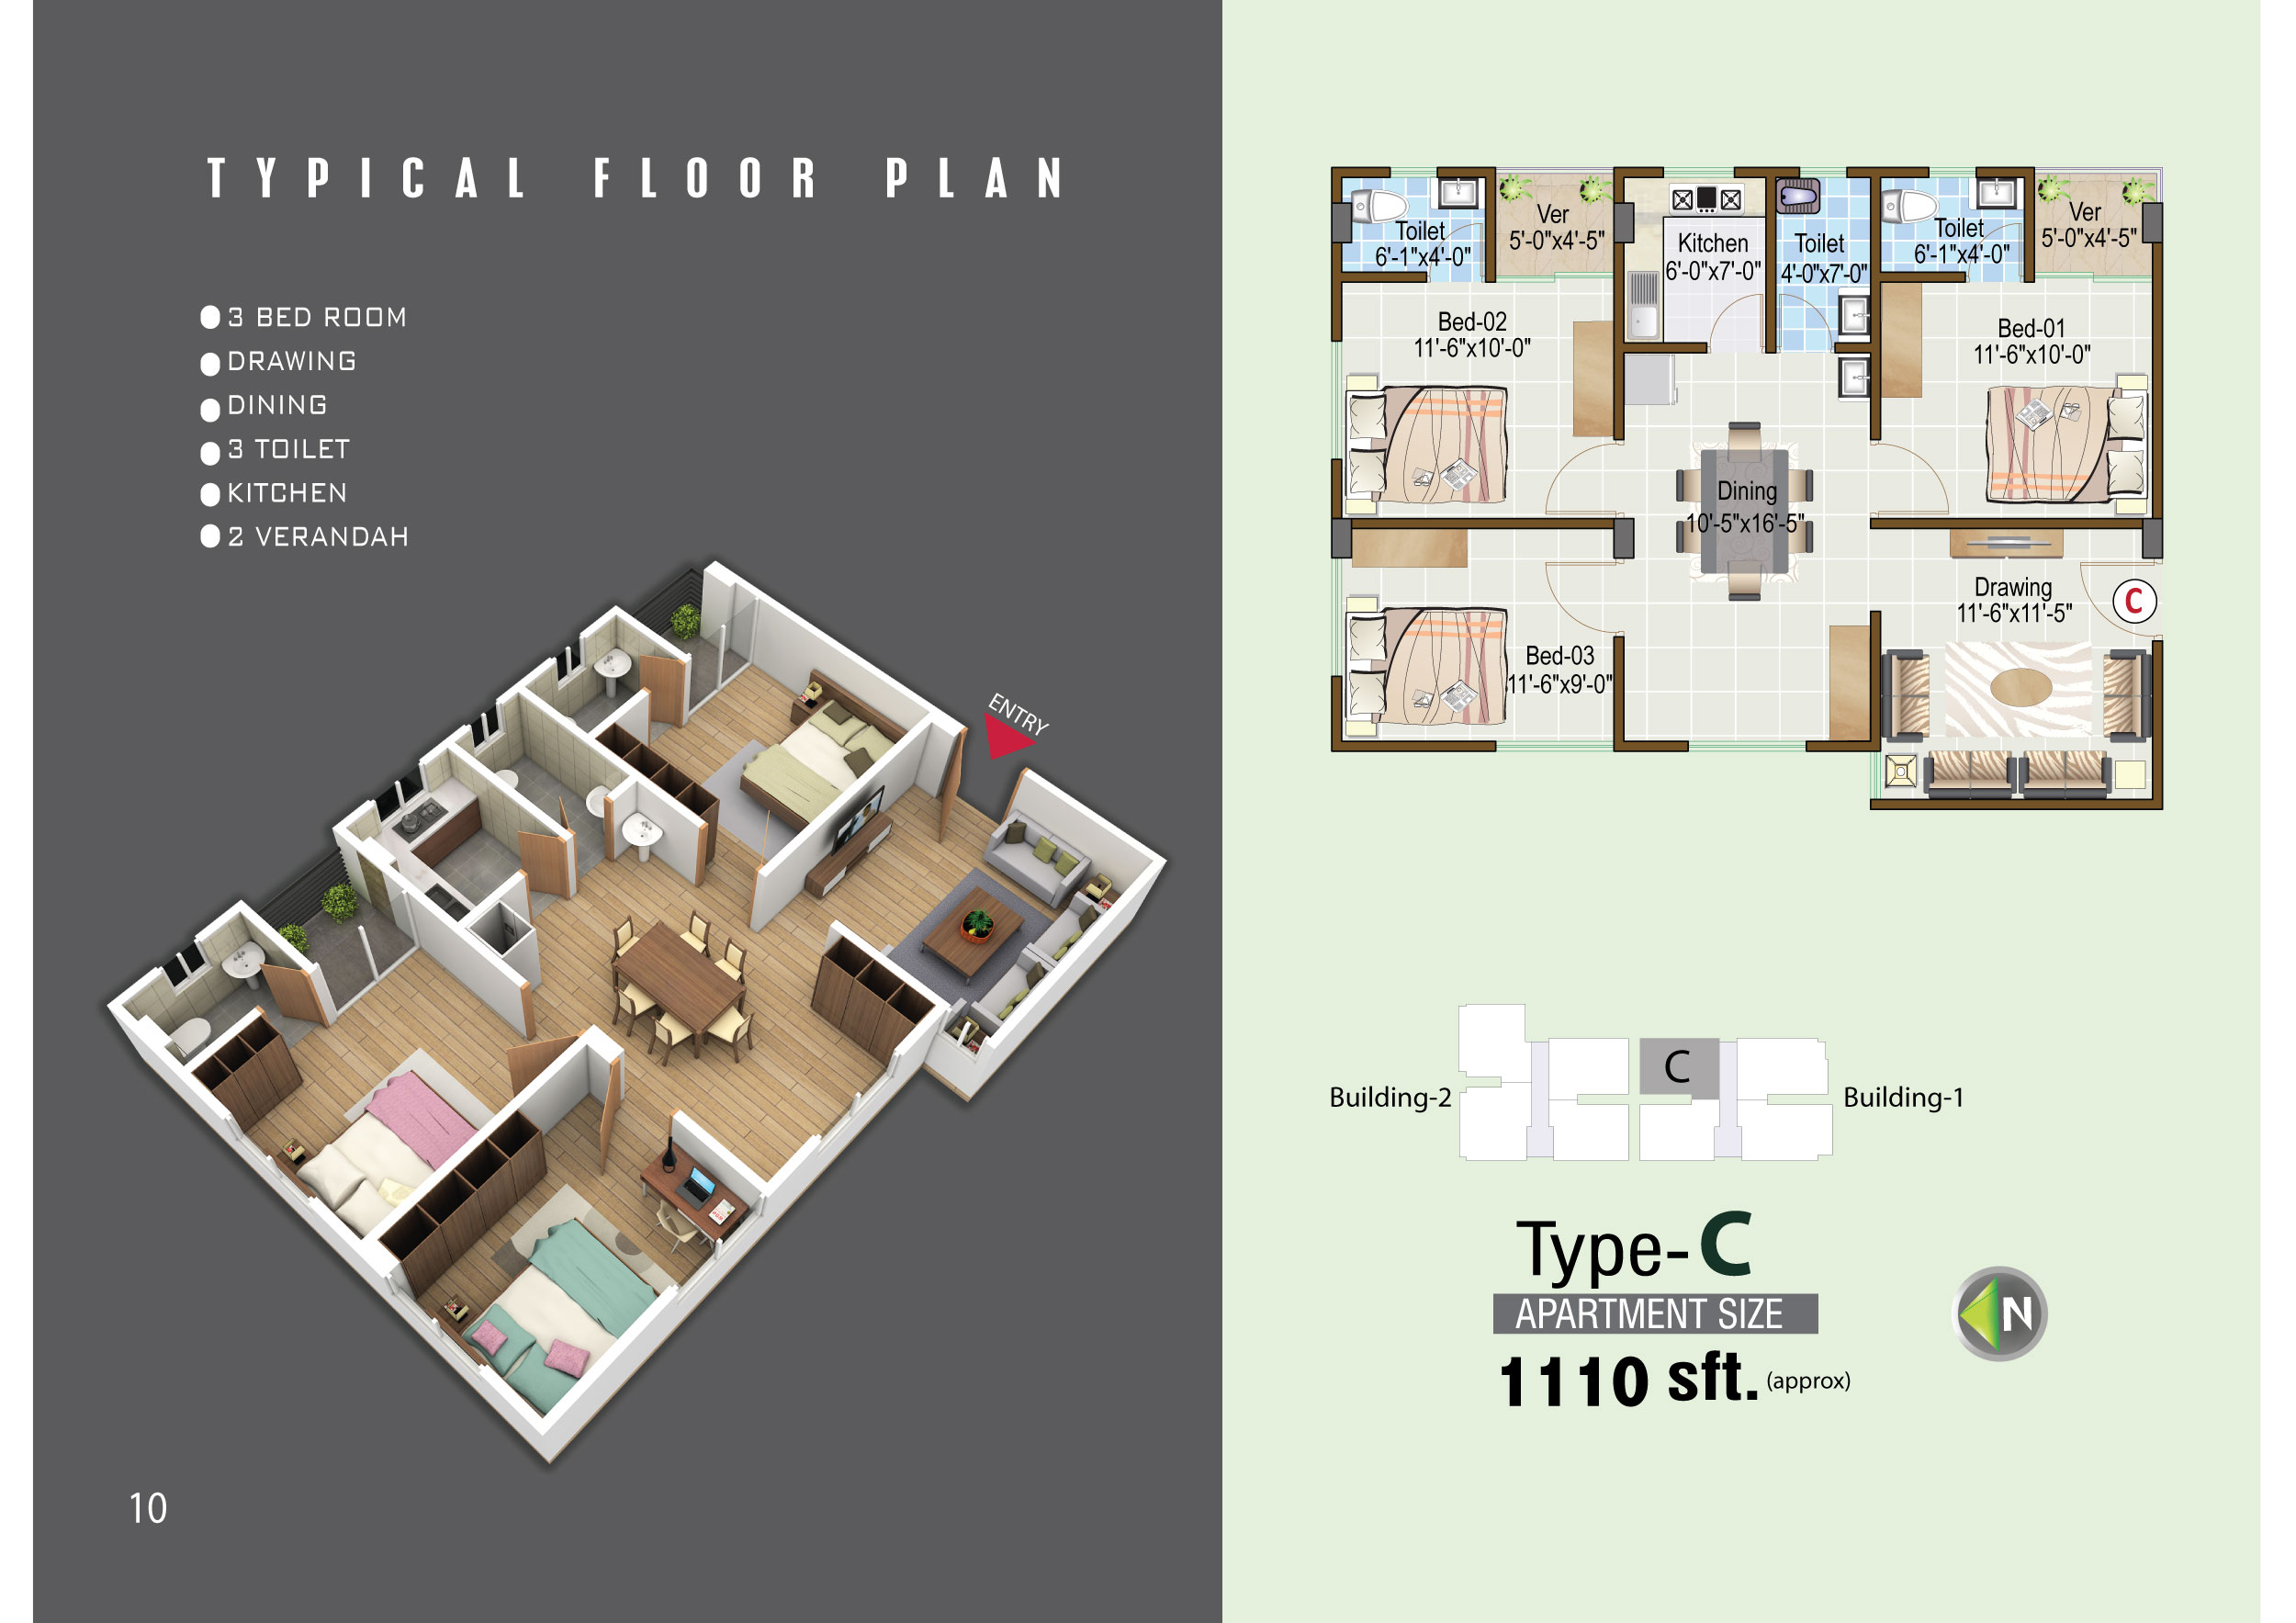 TYPICAL FLOOR PLAN
3 BED ROOM
DRAWING
DINING
3 TOILET
KITCHEN
2 VERANDAH
ENTRY
10
Toilet
6'-1"x4'-0"
Ver
5'-0"x4'-5"
Kitchen
6'-0"x7'-0"
Toilet
4'-0"x7'-0"
Toilet
6'-1"x4'-0"
Ver
5'-0"x4'-5"
Bed-02
11'-6"x10'-0"
Bed-01
11'-6"x10'-0"
Dining
10'-5"x16'-5"
Drawing
11'-6"x11'-5"
C
Bed-03
11'-6"x9'-0"
C
Building-2
Building-1
Type-C
APARTMENT SIZE
1110 sft. (approx)
N